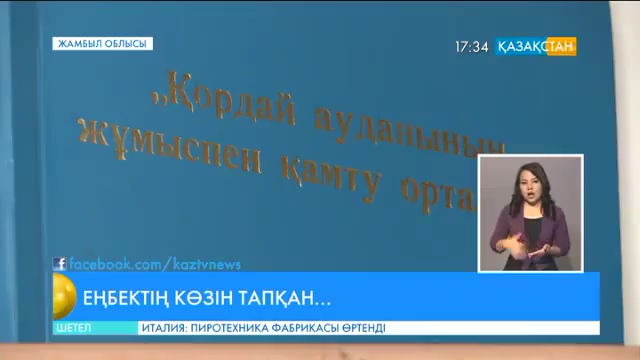 ЖАМБЫЛ ОБЛЫСЫ
17:34 ҚАЗАҚСТАН
„Қордай ауданының
жұмыспен қамту
facebook.com/kaztvnews
ЕҢБЕКТІҢ КӨЗІН ТАПҚАН...
ШЕТЕЛ ИТАЛИЯ: ПИРОТЕХНИКА ФАБРИКАСЫ ӨРТЕНДІ